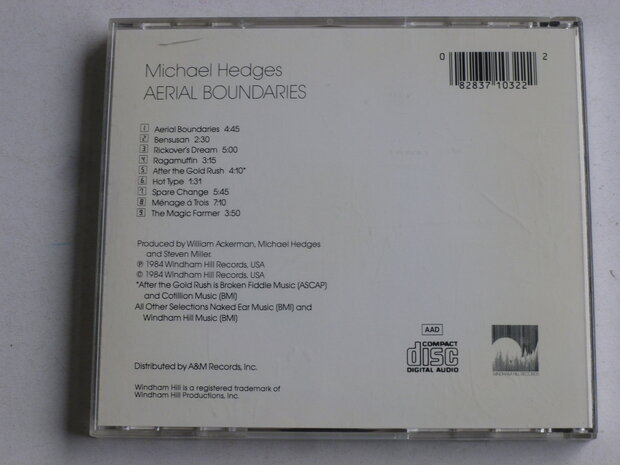 Michael Hedges
AERIAL BOUNDARIES
0 82837 10322 2
1 Aerial Boundaries 4:45
2 Bensusan 2:30
3 Rickover's Dream 5:00
4 Ragamuffin 3:15
5 After the Gold Rush 4:10*
6 Hot Type 1:31
7 Spare Change 5:45
8 Ménage á Trois 7:10
9 The Magic Farmer 3:50
Produced by William Ackerman, Michael Hedges
and Steven Miller.
℗ 1984 Windham Hill Records, USA
© 1984 Windham Hill Records, USA
*After the Gold Rush is Broken Fiddle Music (ASCAP)
and Cotillion Music (BMI)
All Other Selections Naked Ear Music (BMI) and
Windham Hill Music (BMI)
AAD
COMPACT
disc
DIGITAL AUDIO
WINDHAM HILL RECORDS
Distributed by A&M Records, Inc.
Windham Hill is a registered trademark of
Windham Hill Productions, Inc.